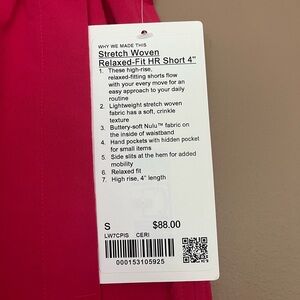 WHY WE MADE THIS
Stretch Woven
Relaxed-Fit HR Short 4"
1. These high-rise,
relaxed-fitting shorts flow
with your every move for an
easy approach to your daily
routine
2. Lightweight stretch woven
fabric has a soft, crinkle
texture
3. Buttery-soft Nulu™ fabric on
the inside of waistband
4. Hand pockets with hidden pocket
for small items
5. Side slits at the hem for added
mobility
6. Relaxed fit
7. High rise, 4" length
S $88.00
LW7CPIS CERI
000153105925